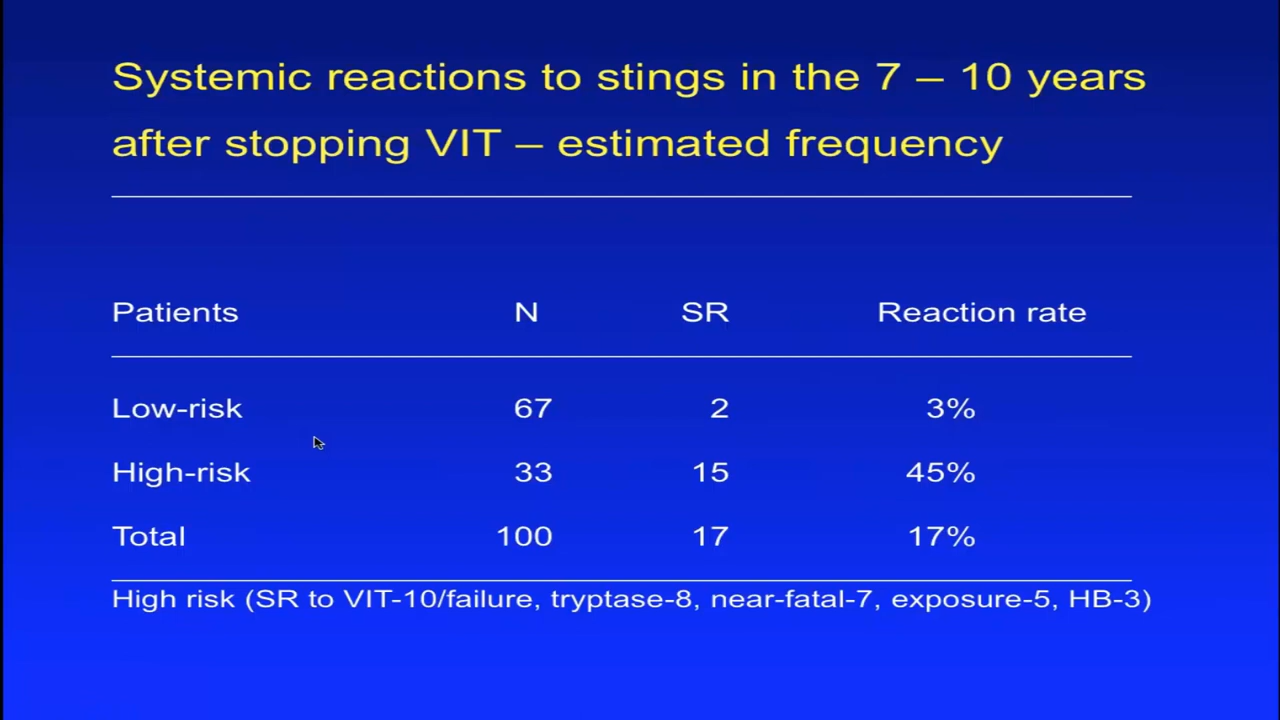 Systemic reactions to stings in the 7 – 10 years
after stopping VIT – estimated frequency
Patients N SR Reaction rate
Low-risk 67 2 3%
High-risk 33 15 45%
Total 100 17 17%
High risk (SR to VIT-10/failure, tryptase-8, near-fatal-7, exposure-5, HB-3)